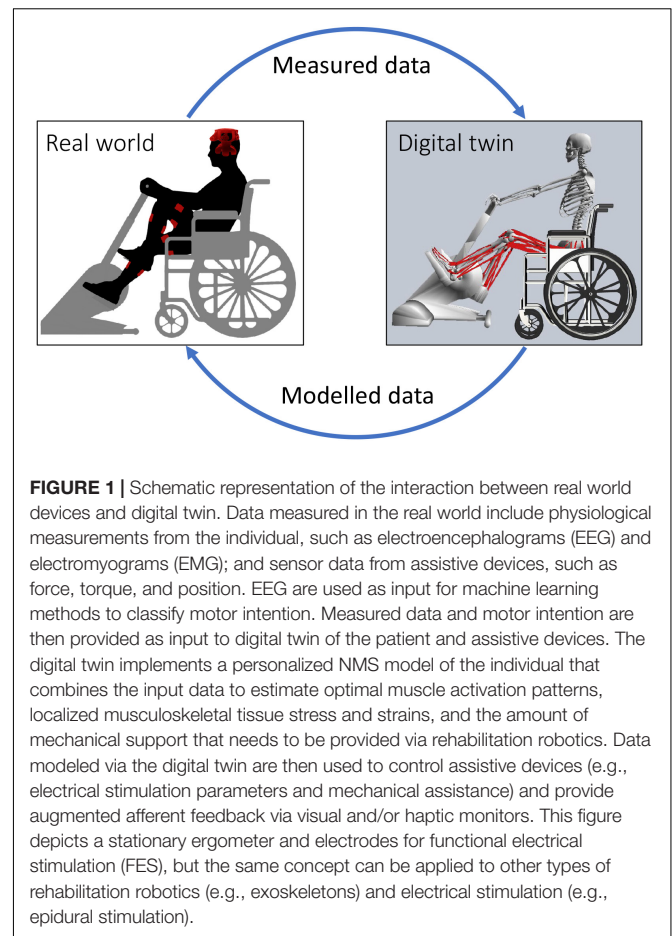 Measured data
Real world
Digital twin
Modelled data
FIGURE 1 | Schematic representation of the interaction between real world
devices and digital twin. Data measured in the real world include physiological
measurements from the individual, such as electroencephalograms (EEG) and
electromyograms (EMG); and sensor data from assistive devices, such as
force, torque, and position. EEG are used as input for machine learning
methods to classify motor intention. Measured data and motor intention are
then provided as input to digital twin of the patient and assistive devices. The
digital twin implements a personalized NMS model of the individual that
combines the input data to estimate optimal muscle activation patterns,
localized musculoskeletal tissue stress and strains, and the amount of
mechanical support that needs to be provided via rehabilitation robotics. Data
modeled via the digital twin are then used to control assistive devices (e.g.,
electrical stimulation parameters and mechanical assistance) and provide
augmented afferent feedback via visual and/or haptic monitors. This figure
depicts a stationary ergometer and electrodes for functional electrical
stimulation (FES), but the same concept can be applied to other types of
rehabilitation robotics (e.g., exoskeletons) and electrical stimulation (e.g.,
epidural stimulation).